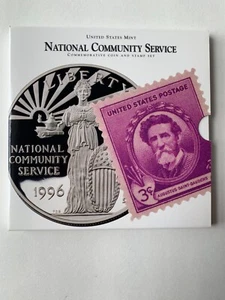 UNITED STATES MINT
NATIONAL COMMUNITY SERVICE
COMMEMORATIVE COIN AND STAMP SET
LIBERTY
NATIONAL
COMMUNITY
SERVICE
1996
UNITED STATES POSTAGE
3¢
AUGUSTUS SAINT-GAUDENS